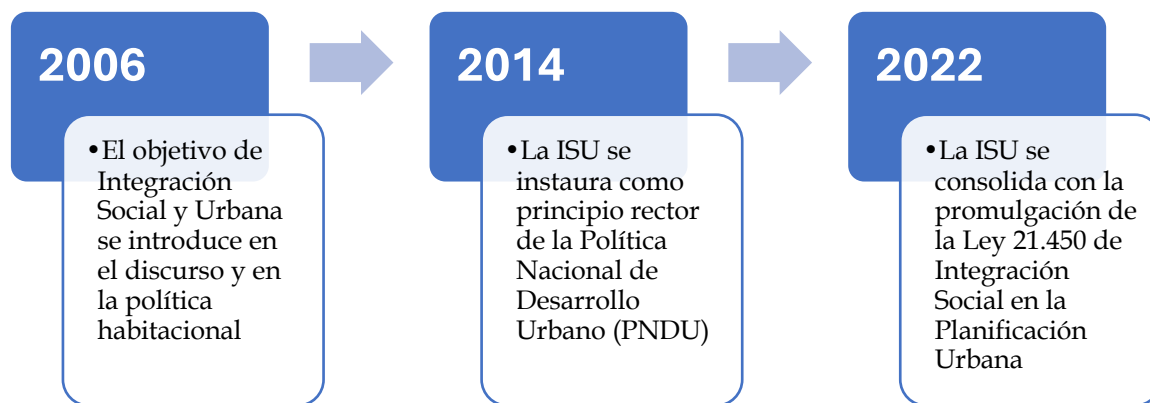 2006
•El objetivo de
Integración
Social y Urbana
se introduce en
el discurso y en
la política
habitacional
2014
•La ISU se
instaura como
principio rector
de la Política
Nacional de
Desarrollo
Urbano (PNDU)
2022
•La ISU se
consolida con la
promulgación de
la Ley 21.450 de
Integración
Social en la
Planificación
Urbana